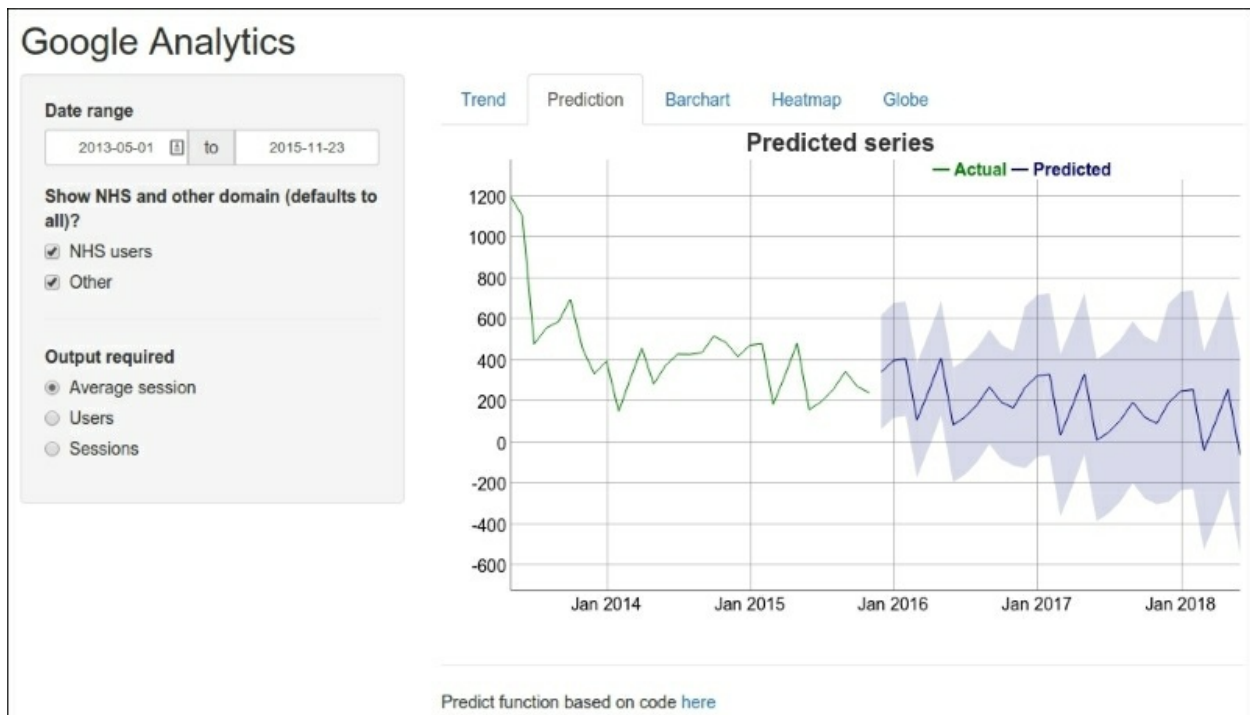 Google Analytics
Date range
2013-05-01 to 2015-11-23
Show NHS and other domain (defaults to
all)?
NHS users
Other
Output required
Average session
Users
Sessions
Trend Prediction Barchart Heatmap Globe
Predicted series
Actual Predicted
1200
1000
800
600
400
200
0
-200
-400
-600
Jan 2014 Jan 2015 Jan 2016 Jan 2017 Jan 2018
Predict function based on code here